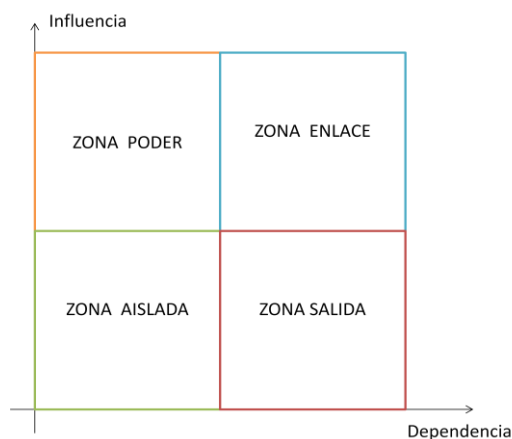 Influencia
ZONA PODER
ZONA ENLACE
ZONA AISLADA
ZONA SALIDA
Dependencia